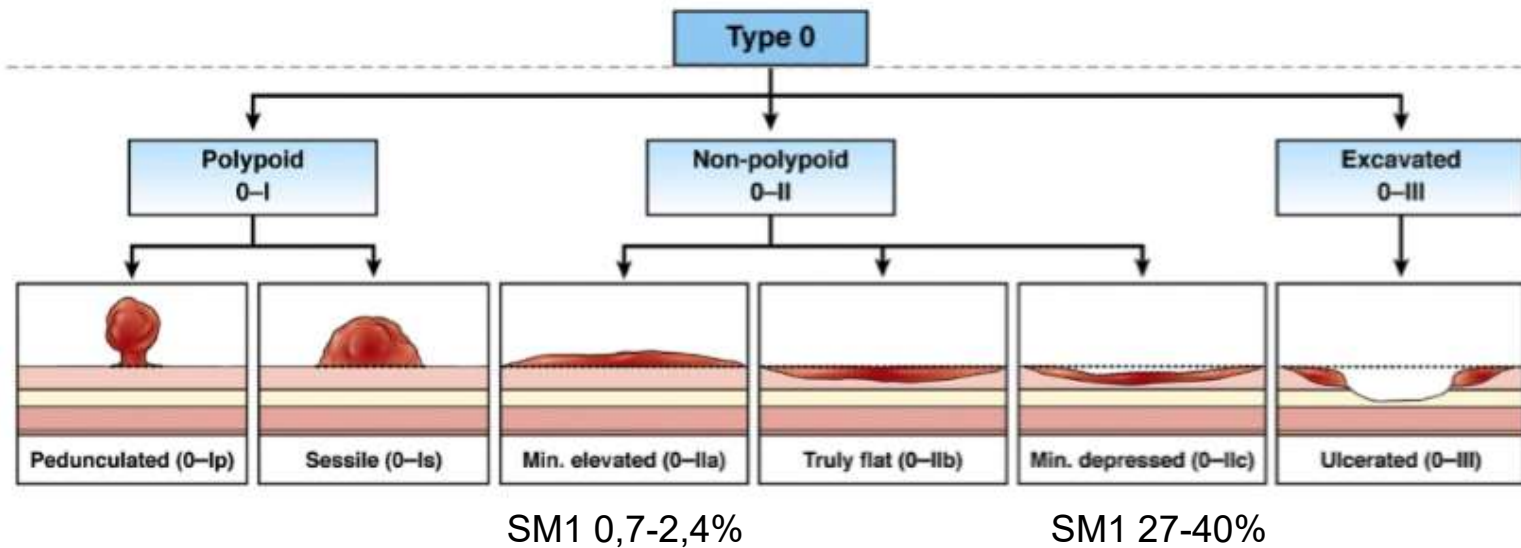 Type 0
Polypoid
0–I
Non-polypoid
0–II
Excavated
0–III
Pedunculated (0–Ip)
Sessile (0–Is)
Min. elevated (0–IIa)
Truly flat (0–IIb)
Min. depressed (0–IIc)
Ulcerated (0–III)
SM1 0,7-2,4%
SM1 27-40%